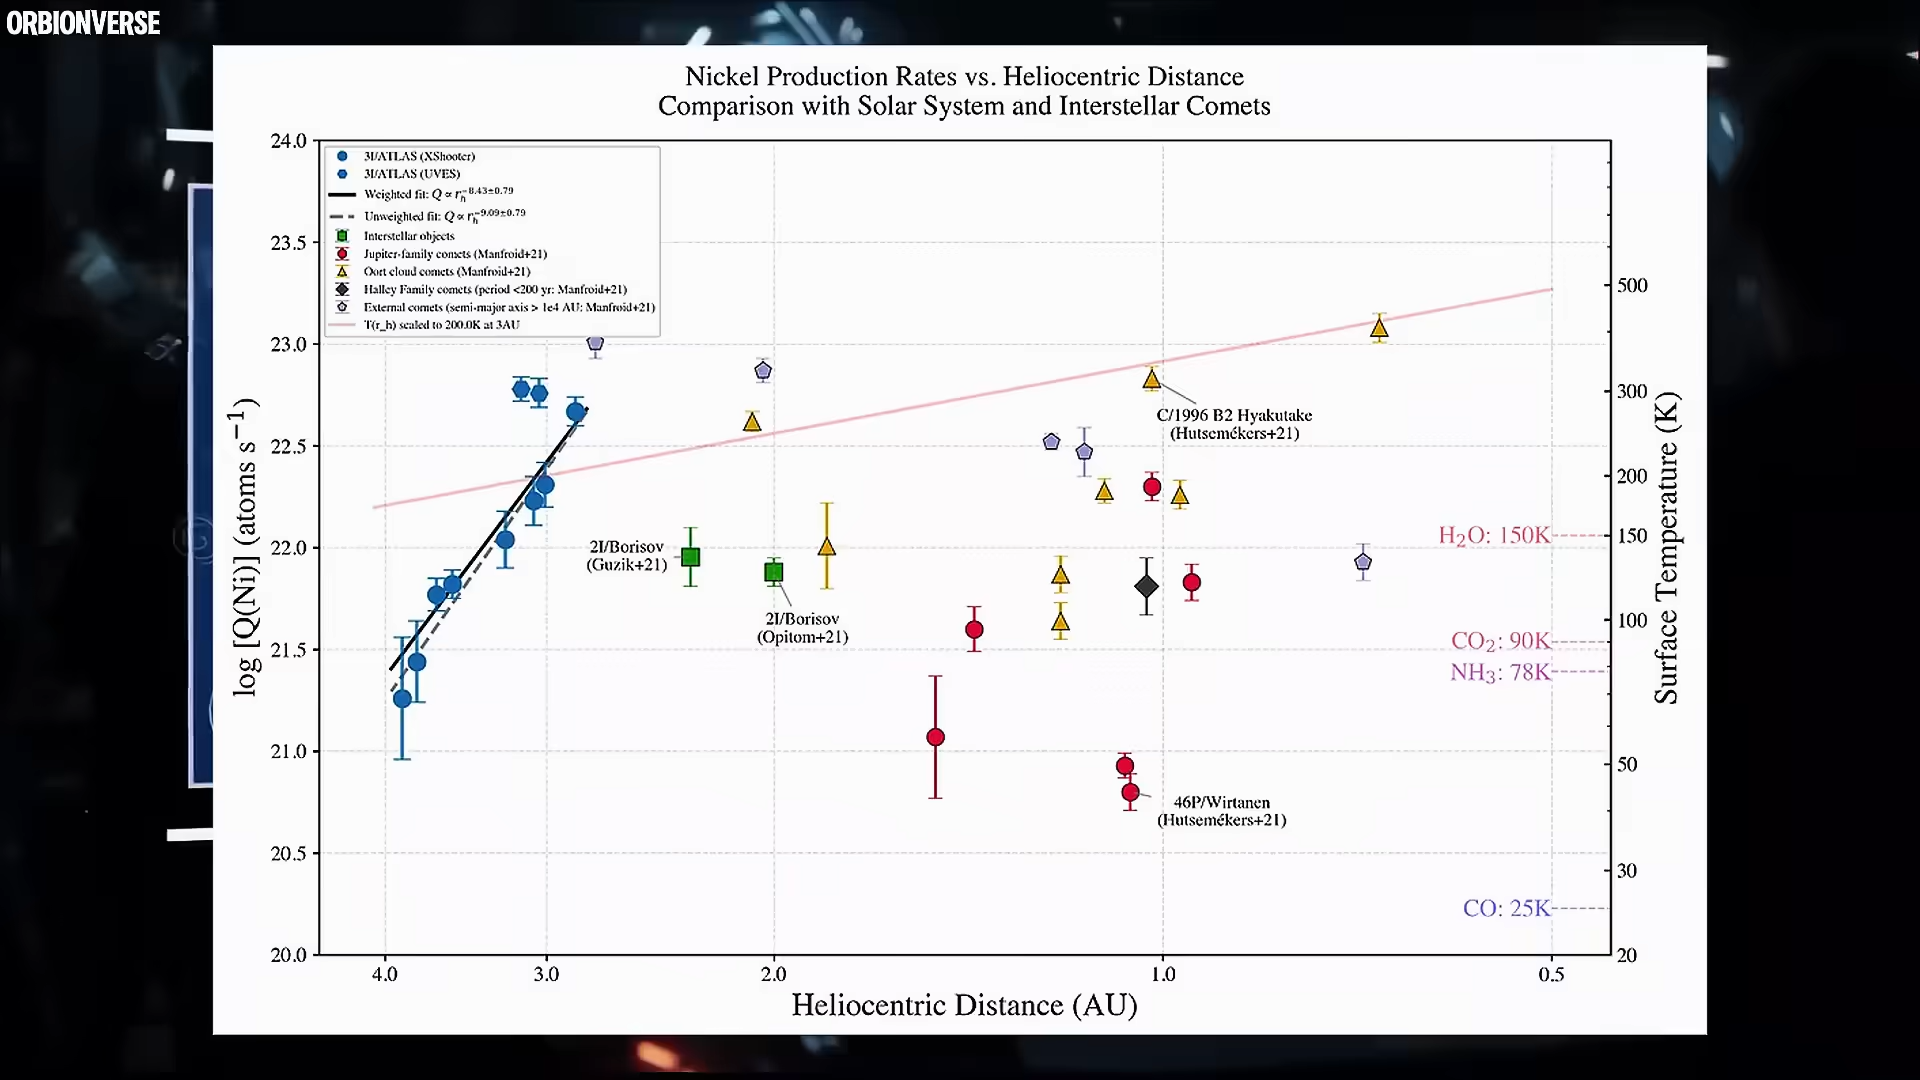 ORBIONVERSE
Nickel Production Rates vs. Heliocentric Distance
Comparison with Solar System and Interstellar Comets
3I/ATLAS (XShooter)
3I/ATLAS (UVES)
Weighted fit: Q ∝ r_h^−8.43±0.79
Unweighted fit: Q ∝ r_h^−9.09±0.79
Interstellar objects
Jupiter-family comets (Manfroid+21)
Oort cloud comets (Manfroid+21)
Halley Family comets (period <200 yr: Manfroid+21)
External comets (semi-major axis > 1e4 AU: Manfroid+21)
T(r_h) scaled to 200.0K at 3AU
log [Q(Ni)] (atoms s⁻¹)
24.0
23.5
23.0
22.5
22.0
21.5
21.0
20.5
20.0
2I/Borisov
(Guzik+21)
2I/Borisov
(Opitom+21)
C/1996 B2 Hyakutake
(Hutsemékers+21)
46P/Wirtanen
(Hutsemékers+21)
H₂O: 150K
CO₂: 90K
NH₃: 78K
CO: 25K
500
300
200
150
100
50
30
20
Surface Temperature (K)
4.0
3.0
2.0
1.0
0.5
Heliocentric Distance (AU)